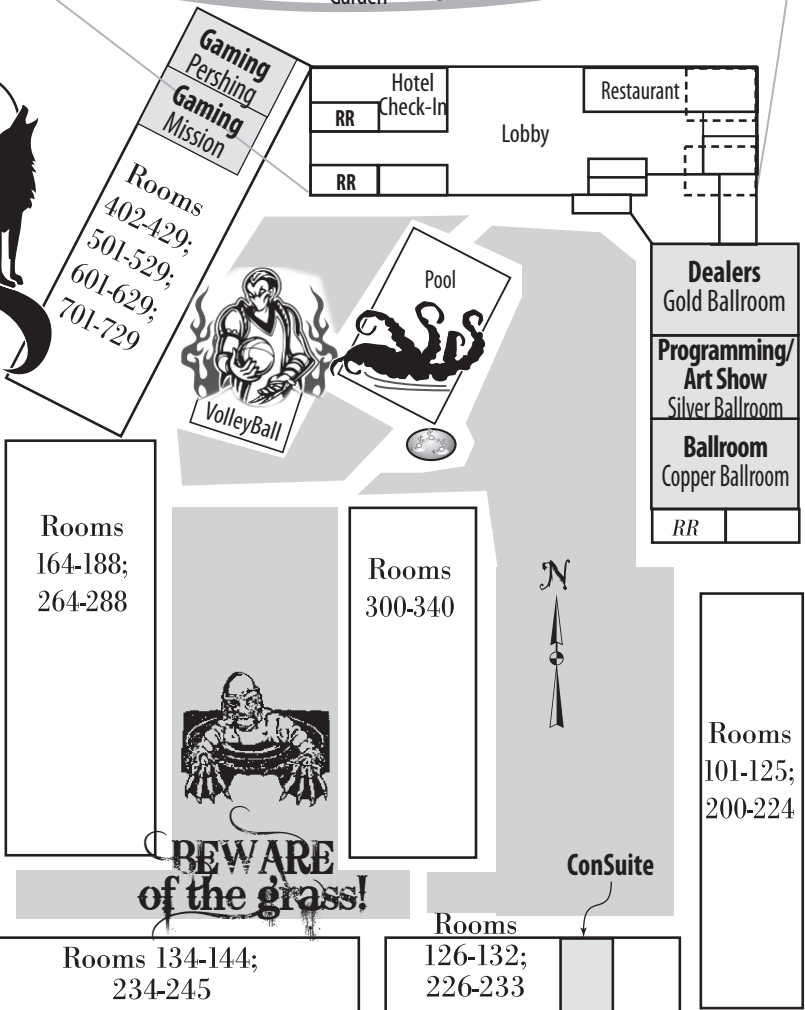 Garden
Gaming
Pershing
Gaming
Mission
Hotel
Check-In
RR
Lobby
Restaurant
RR
Rooms
402-429;
501-529;
601-629;
701-729
Pool
VolleyBall
Dealers
Gold Ballroom
Programming/
Art Show
Silver Ballroom
Ballroom
Copper Ballroom
RR
Rooms
164-188;
264-288
Rooms
300-340
N
Rooms
101-125;
200-224
BEWARE
of the grass!
ConSuite
Rooms 134-144;
234-245
Rooms
126-132;
226-233